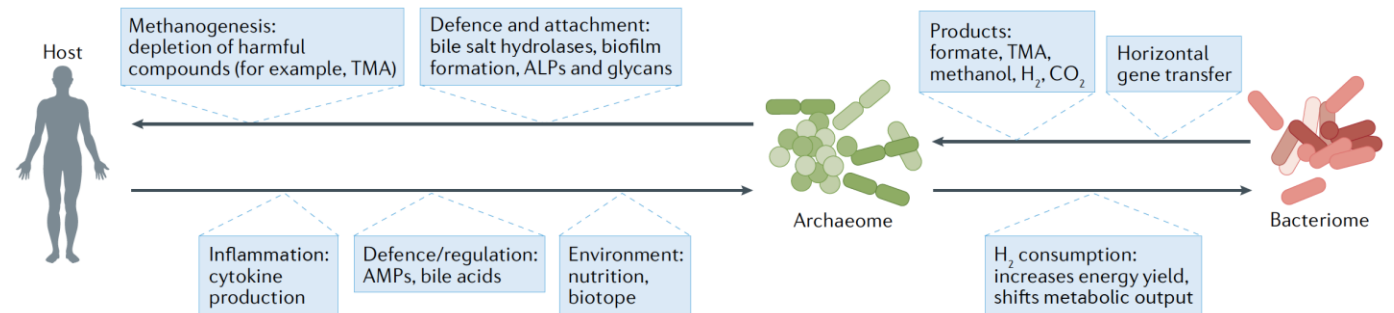 Host
Methanogenesis:
depletion of harmful
compounds (for example, TMA)
Defence and attachment:
bile salt hydrolases, biofilm
formation, ALPs and glycans
Products:
formate, TMA,
methanol, H₂, CO₂
Horizontal
gene transfer
Archaeome
Bacteriome
Inflammation:
cytokine
production
Defence/regulation:
AMPs, bile acids
Environment:
nutrition,
biotope
H₂ consumption:
increases energy yield,
shifts metabolic output